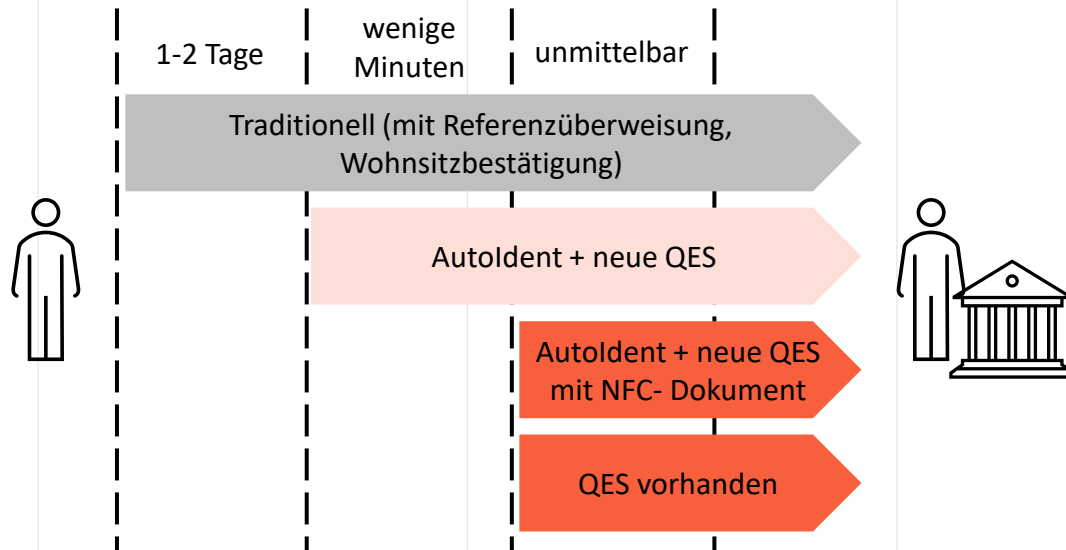 1-2 Tage
wenige
Minuten
unmittelbar
Traditionell (mit Referenzüberweisung,
Wohnsitzbestätigung)
AutoIdent + neue QES
AutoIdent + neue QES
mit NFC- Dokument
QES vorhanden